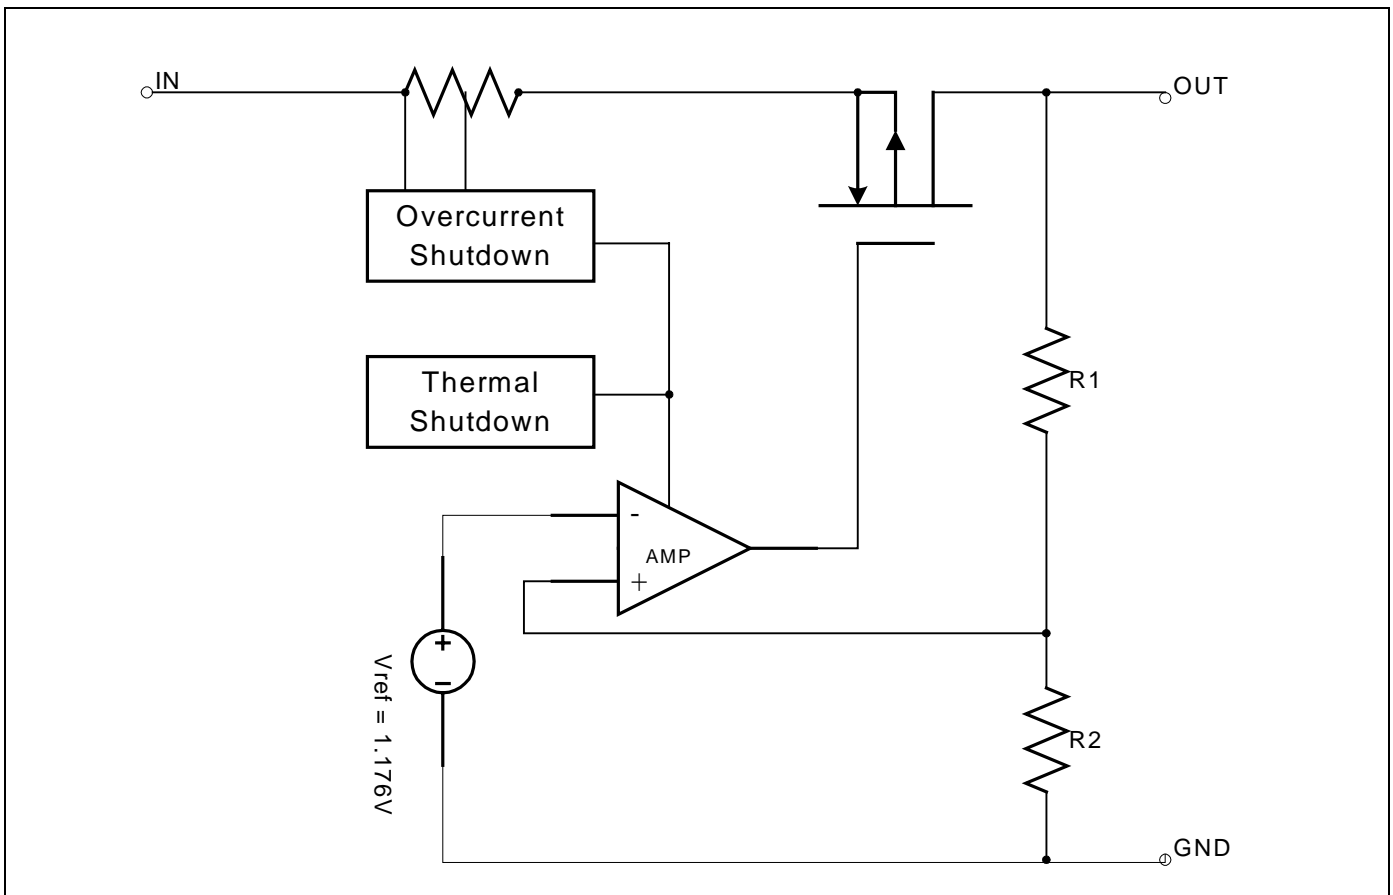 IN
OUT
Overcurrent
Shutdown
Thermal
Shutdown
R1
-
AMP
+
+
−
Vref = 1.176V
R2
GND